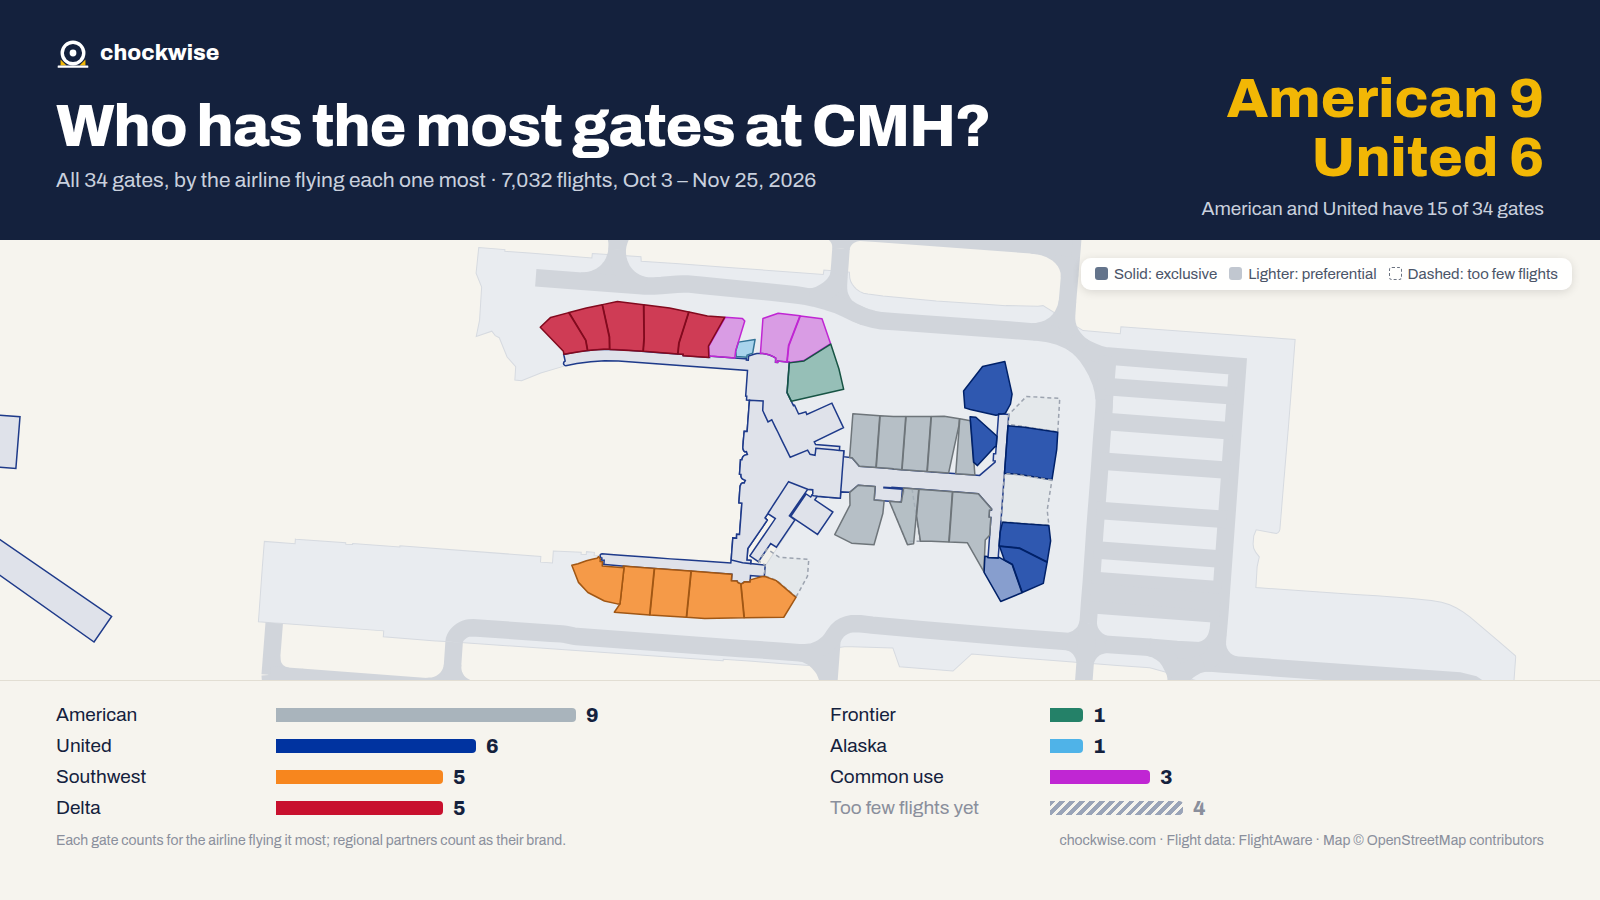 chockwise
Who has the most gates at CMH?
All 34 gates, by the airline flying each one most · 7,032 flights, Oct 3 – Nov 25, 2026
American 9
United 6
American and United have 15 of 34 gates
Solid: exclusive Lighter: preferential Dashed: too few flights
American 9
United 6
Southwest 5
Delta 5
Frontier 1
Alaska 1
Common use 3
Too few flights yet 4
Each gate counts for the airline flying it most; regional partners count as their brand.
chockwise.com · Flight data: FlightAware · Map © OpenStreetMap contributors